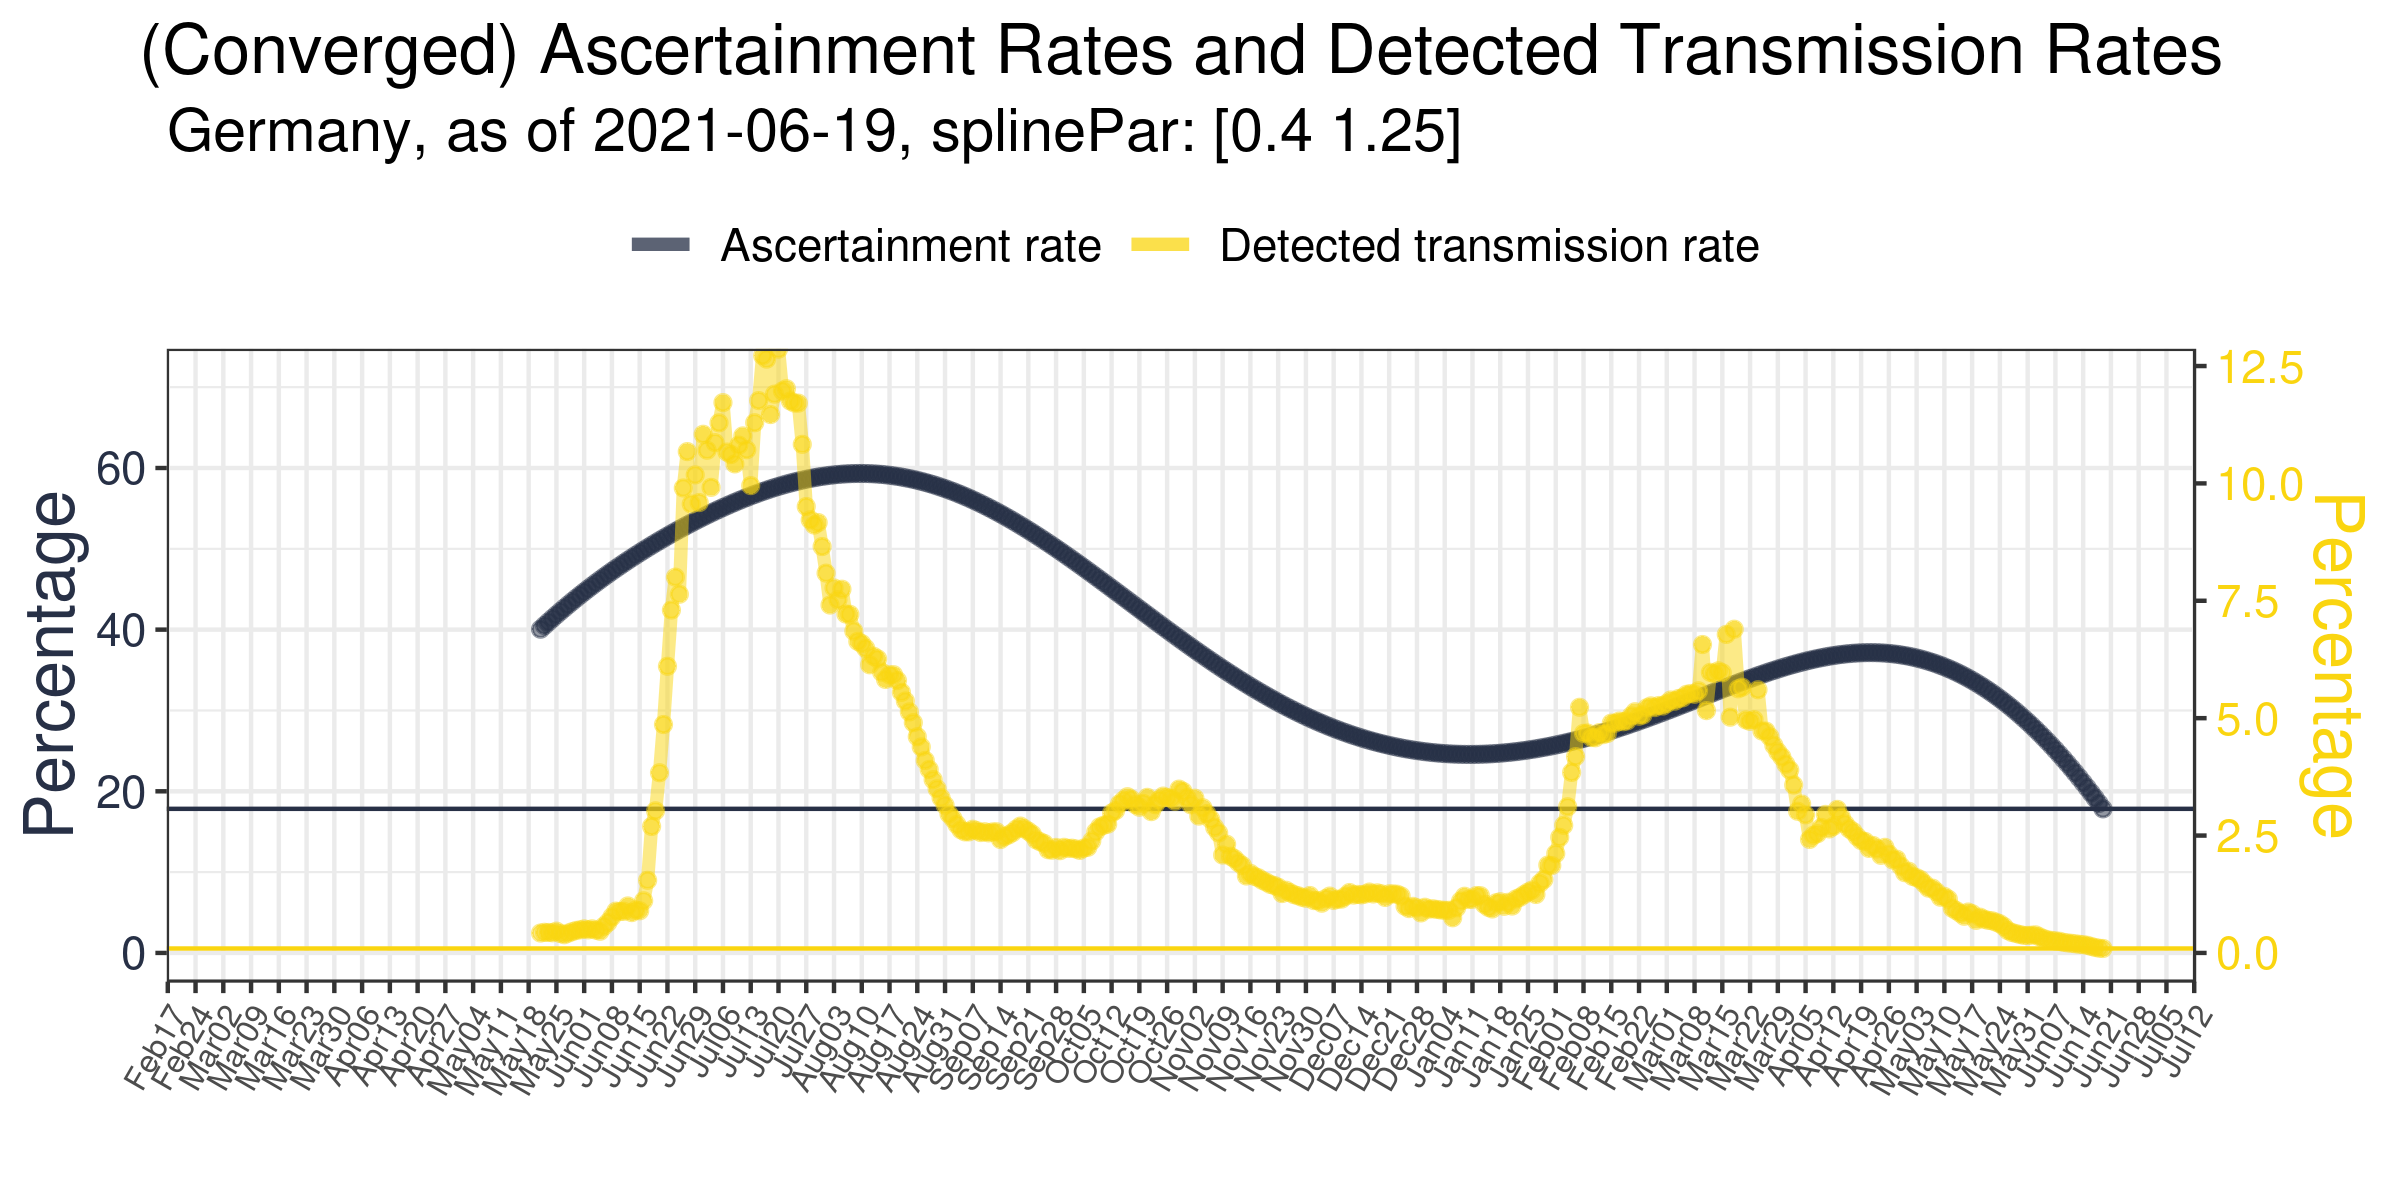 (Converged) Ascertainment Rates and Detected Transmission Rates
Germany, as of 2021-06-19, splinePar: [0.4 1.25]
Ascertainment rate
Detected transmission rate
Percentage
60
40
20
0
12.5
10.0
7.5
5.0
2.5
0.0
Percentage
Feb17
Feb24
Mar02
Mar09
Mar16
Mar23
Mar30
Apr06
Apr13
Apr20
Apr27
May04
May11
May18
May25
Jun01
Jun08
Jun15
Jun22
Jun29
Jul06
Jul13
Jul20
Jul27
Aug03
Aug10
Aug17
Aug24
Aug31
Sep07
Sep14
Sep21
Sep28
Oct05
Oct12
Oct19
Oct26
Nov02
Nov09
Nov16
Nov23
Nov30
Dec07
Dec14
Dec21
Dec28
Jan04
Jan11
Jan18
Jan25
Feb01
Feb08
Feb15
Feb22
Mar01
Mar08
Mar15
Mar22
Mar29
Apr05
Apr12
Apr19
Apr26
May03
May10
May17
May24
May31
Jun07
Jun14
Jun21
Jun28
Jul05
Jul12